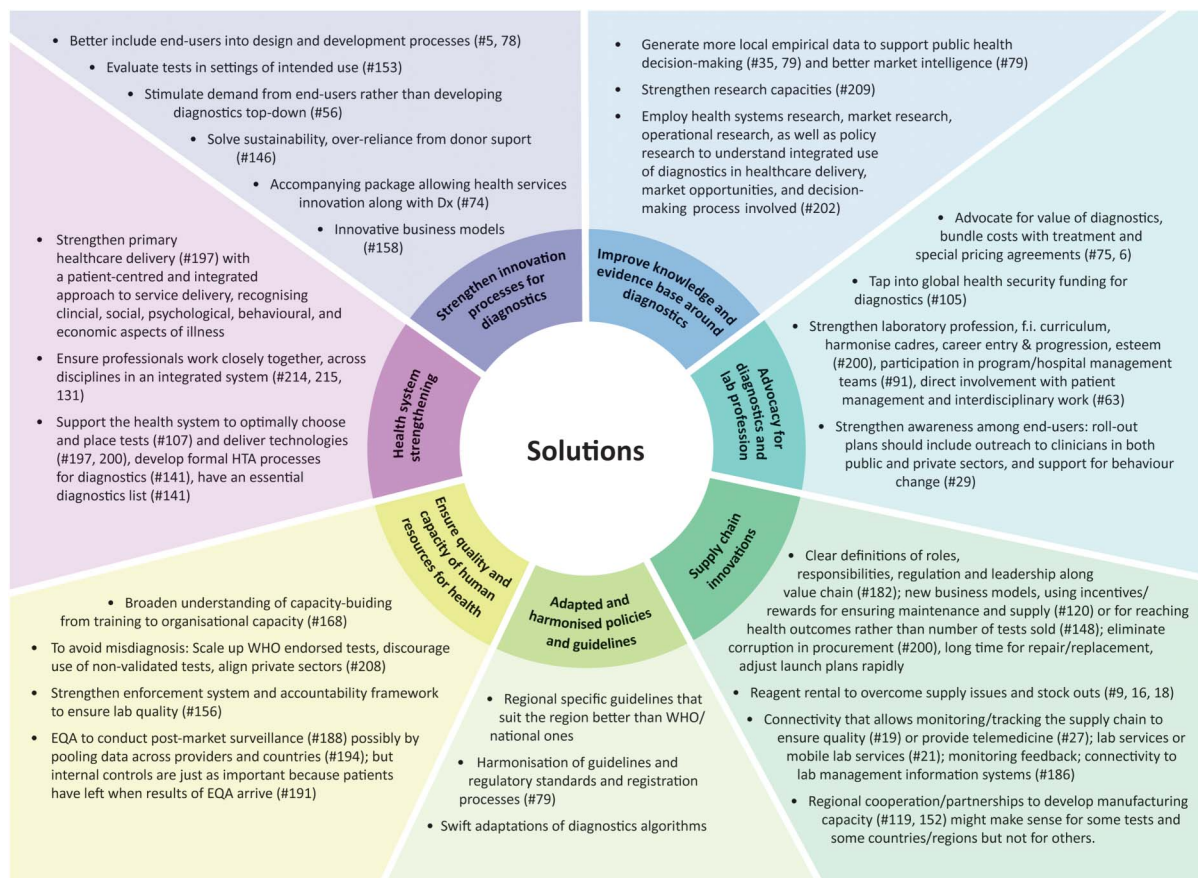 • Better include end-users into design and development processes (#5, 78)
• Evaluate tests in settings of intended use (#153)
• Stimulate demand from end-users rather than developing
diagnostics top-down
(#56)
• Solve sustainability, over-reliance from donor suport
(#146)
• Accompanying package allowing health services
innovation along with Dx (#74)
• Innovative business models
(#158)
Strengthen innovation
processes for
diagnostics
• Generate more local empirical data to support public health
decision-making (#35, 79) and better market intelligence (#79)
• Strengthen research capacities (#209)
• Employ health systems research, market research,
operational research, as well as policy
research to understand integrated use
of diagnostics in healthcare delivery,
market opportunities, and decision-
making process involved (#202)
Improve knowledge and
evidence base around
diagnostics
• Advocate for value of diagnostics,
bundle costs with treatment and
special pricing agreements (#75, 6)
• Tap into global health security funding for
diagnostics (#105)
• Strengthen laboratory profession, f.i. curriculum,
harmonise cadres, career entry & progression, esteem
(#200), participation in program/hospital management
teams (#91), direct involvement with patient
management and interdisciplinary work (#63)
• Strengthen awareness among end-users: roll-out
plans should include outreach to clinicians in both
public and private sectors, and support for behaviour
change (#29)
Advocacy for
diagnostics and
lab profession
• Strengthen primary
healthcare delivery (#197) with
a patient-centred and integrated
approach to service delivery, recognising
clincial, social, psychological, behavioural, and
economic aspects of illness
• Ensure professionals work closely together, across
disciplines in an integrated system (#214, 215,
131)
• Support the health system to optimally choose
and place tests (#107) and deliver technologies
(#197, 200), develop formal HTA processes
for diagnostics (#141), have an essential
diagnostics list (#141)
Health system
strengthening
Solutions
• Clear definitions of roles,
responsibilities, regulation and leadership along
value chain (#182); new business models, using incentives/
rewards for ensuring maintenance and supply (#120) or for reaching
health outcomes rather than number of tests sold (#148); eliminate
corruption in procurement (#200), long time for repair/replacement,
adjust launch plans rapidly
• Reagent rental to overcome supply issues and stock outs (#9, 16, 18)
• Connectivity that allows monitoring/tracking the supply chain to
ensure quality (#19) or provide telemedicine (#27); lab services or
mobile lab services (#21); monitoring feedback; connectivity to
lab management information systems (#186)
• Regional cooperation/partnerships to develop manufacturing
capacity (#119, 152) might make sense for some tests and
some countries/regions but not for others.
Supply chain
innovations
Adapted and
harmonised policies
and guidelines
• Regional specific guidelines that
suit the region better than WHO/
national ones
• Harmonisation of guidelines and
regulatory standards and registration
processes (#79)
• Swift adaptations of diagnostics algorithms
Ensure quality and
capacity of human
resources for health
• Broaden understanding of capacity-buiding
from training to organisational capacity
(#168)
• To avoid misdiagnosis: Scale up WHO endorsed tests, discourage
use of non-validated tests, align private sectors (#208)
• Strengthen enforcement system and accountability framework
to ensure lab quality (#156)
• EQA to conduct post-market surveillance (#188) possibly by
pooling data across providers and countries (#194); but
internal controls are just as important because patients
have left when results of EQA arrive (#191)